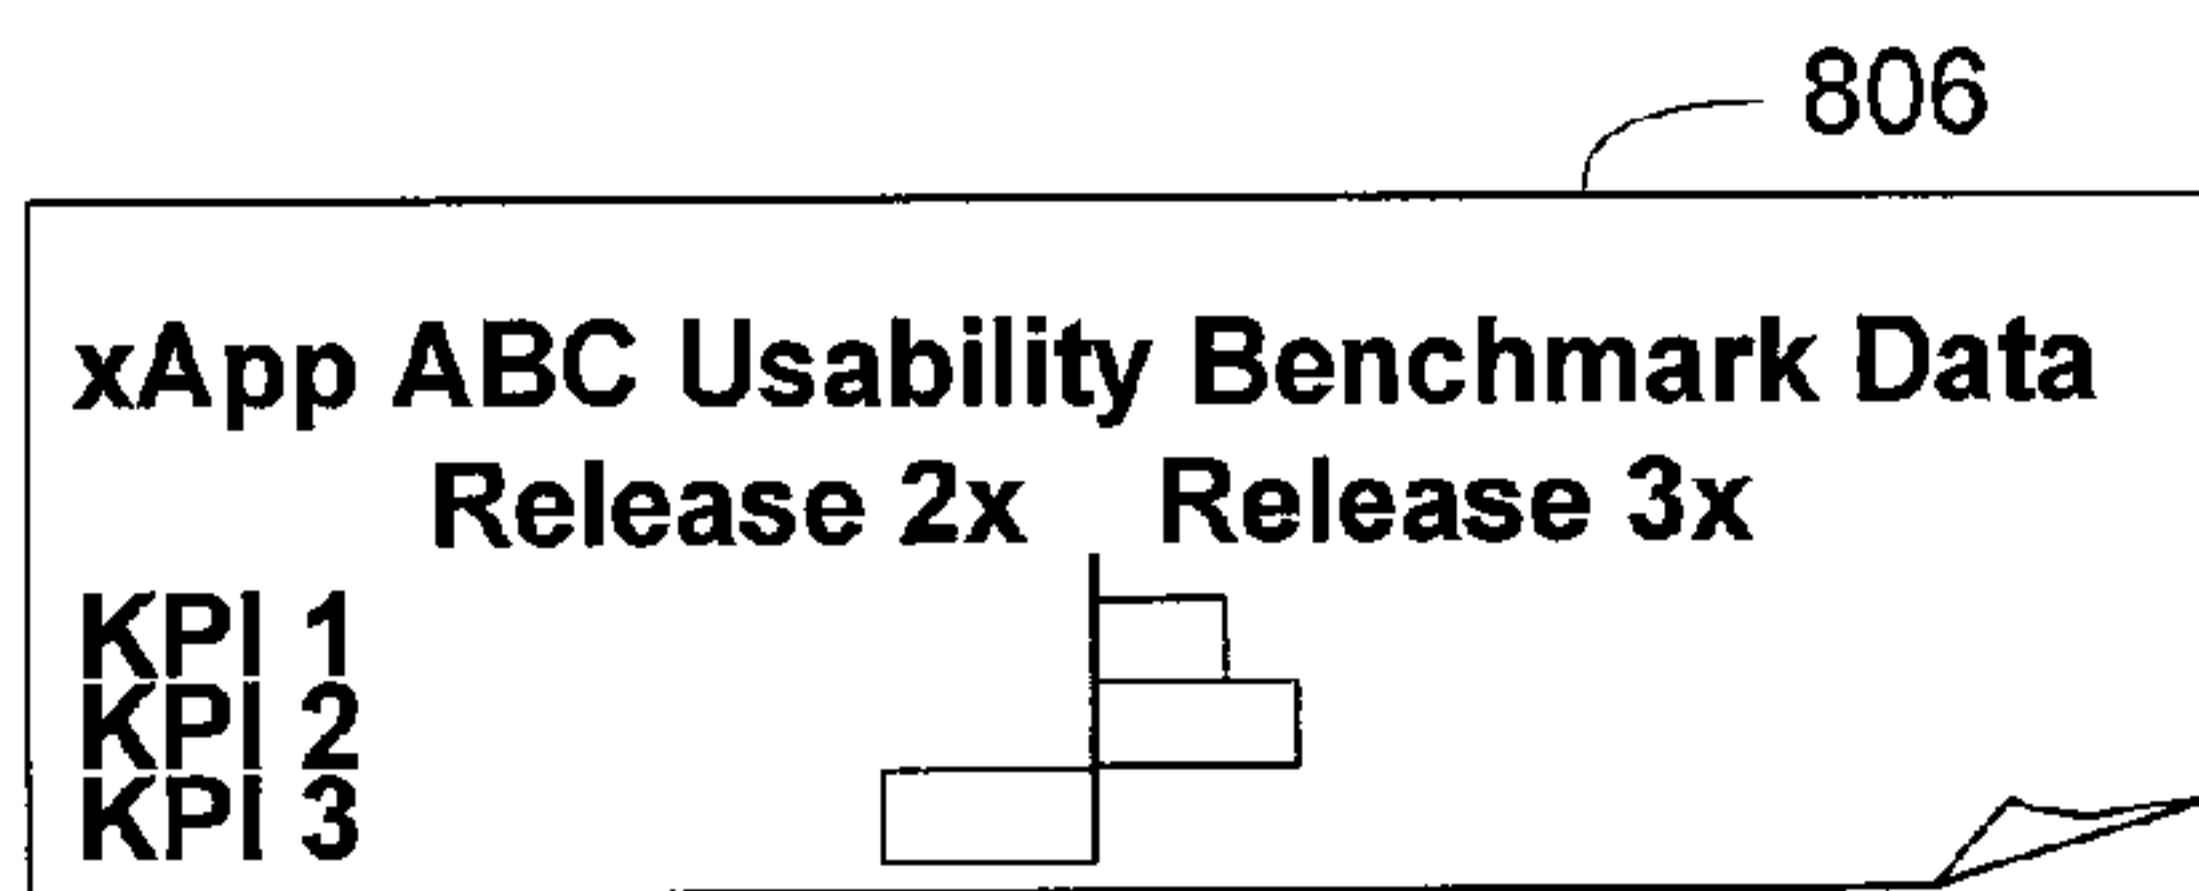 806
xApp ABC Usability Benchmark Data
Release 2x Release 3x
KPI 1
KPI 2
KPI 3